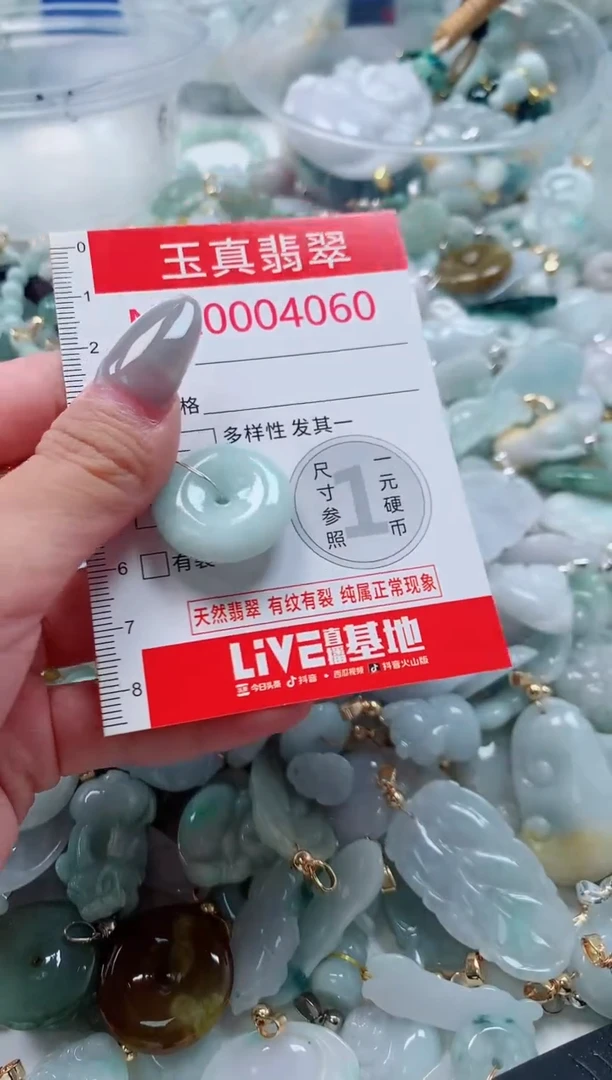 玉真翡翠
0004060
格
多样性 发其一
尺寸参照
1
一元硬币
有裂
天然翡翠 有纹有裂 纯属正常现象
LiVE直播基地
今日头条 抖音 西瓜视频 抖音火山版
0
1
2
6
7
8